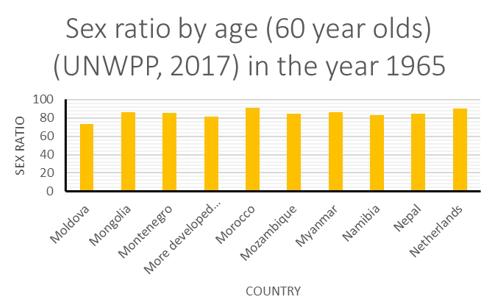 Sex ratio by age (60 year olds)
(UNWPP, 2017) in the year 1965
SEX RATIO
100
80
60
40
20
0
Moldova
Mongolia
Montenegro
More developed...
Morocco
Mozambique
Myanmar
Namibia
Nepal
Netherlands
COUNTRY